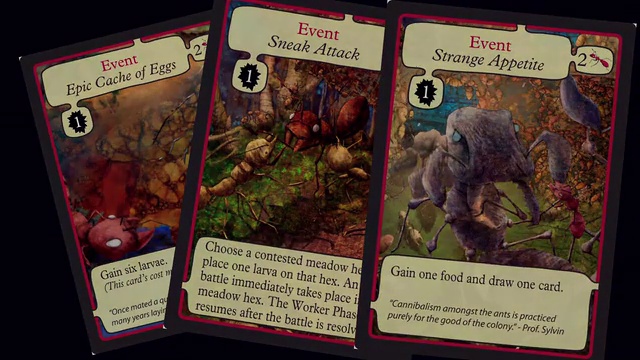 Event
Epic Cache of Eggs
2
1
Gain six larvae.
(This card's cost m
"Once mated a qu
many years layin
Event
Sneak Attack
1
Choose a contested meadow he
place one larva on that hex. An
battle immediately takes place i
meadow hex. The Worker Phas
resumes after the battle is resolv
Event
Strange Appetite
2
1
Gain one food and draw one card.
"Cannibalism amongst the ants is practiced
purely for the good of the colony." - Prof. Sylvin